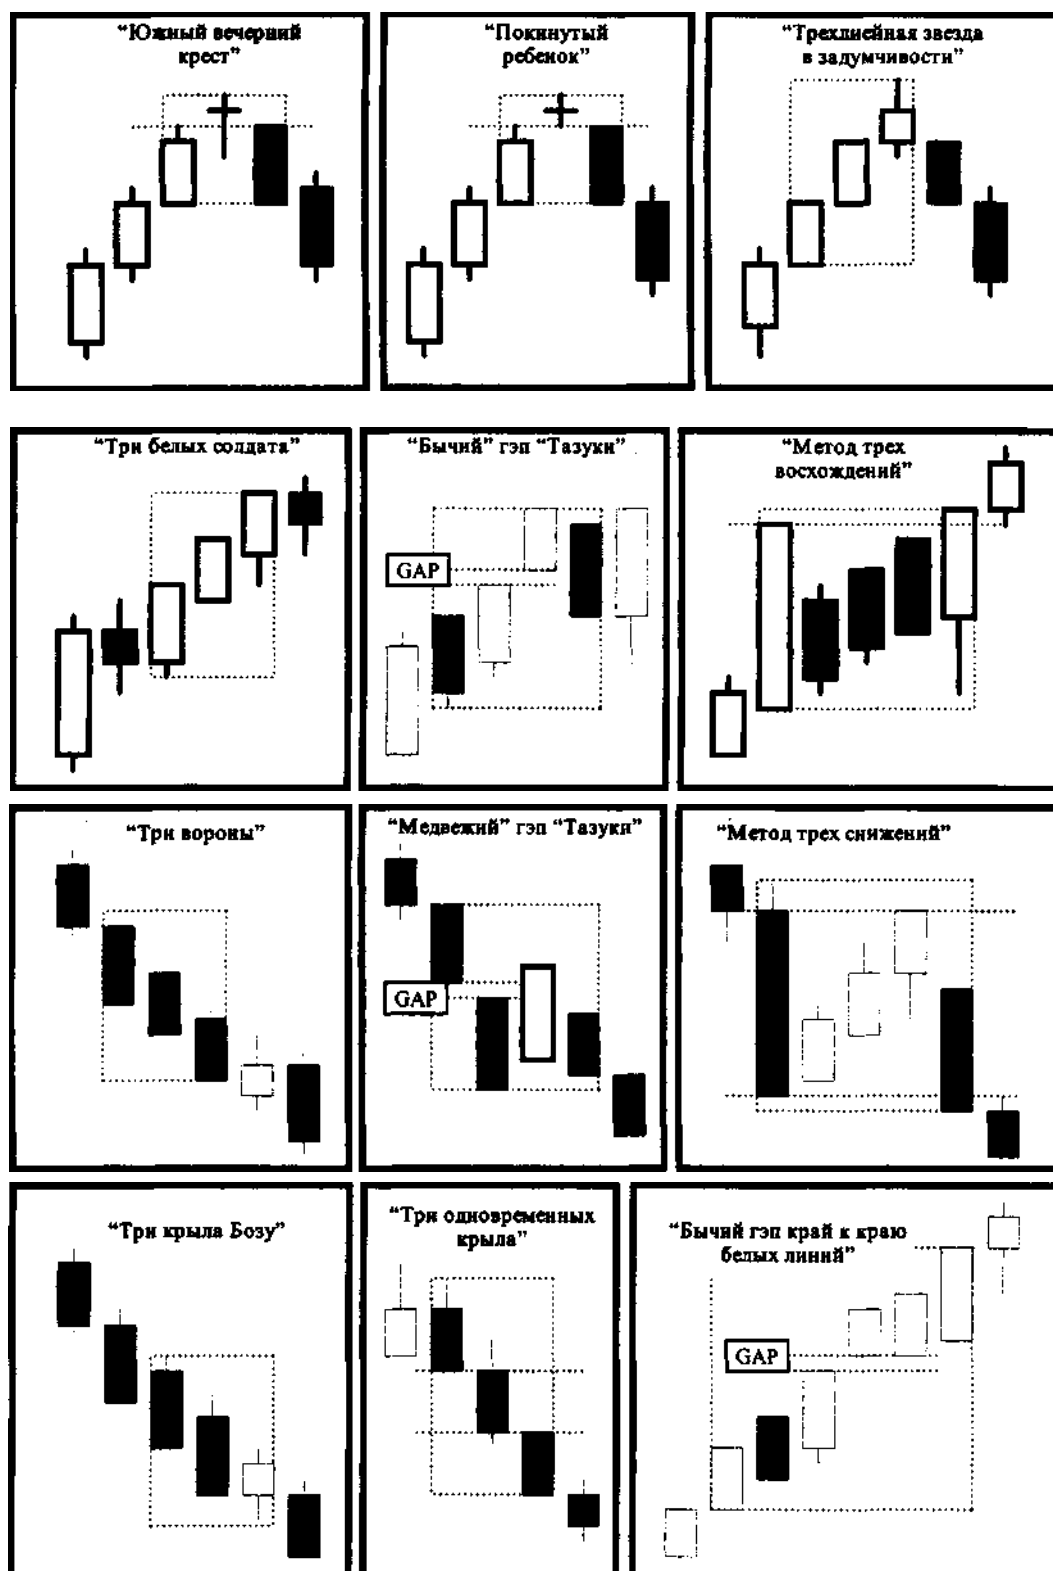 “Южный вечерний
крест”
“Покинутый
ребенок”
“Трехлнейная звезда
в задумчивости”
“Три белых солдата”
“Бычий” гэп “Тазуки”
GAP
“Метод трех
восхождений”
“Три вороны”
“Медвежий” гэп “Тазуки”
GAP
“Метод трех снижений”
“Три крыла Бозу”
“Три одновременных
крыла”
“Бычий гэп край к краю
белых линий”
GAP